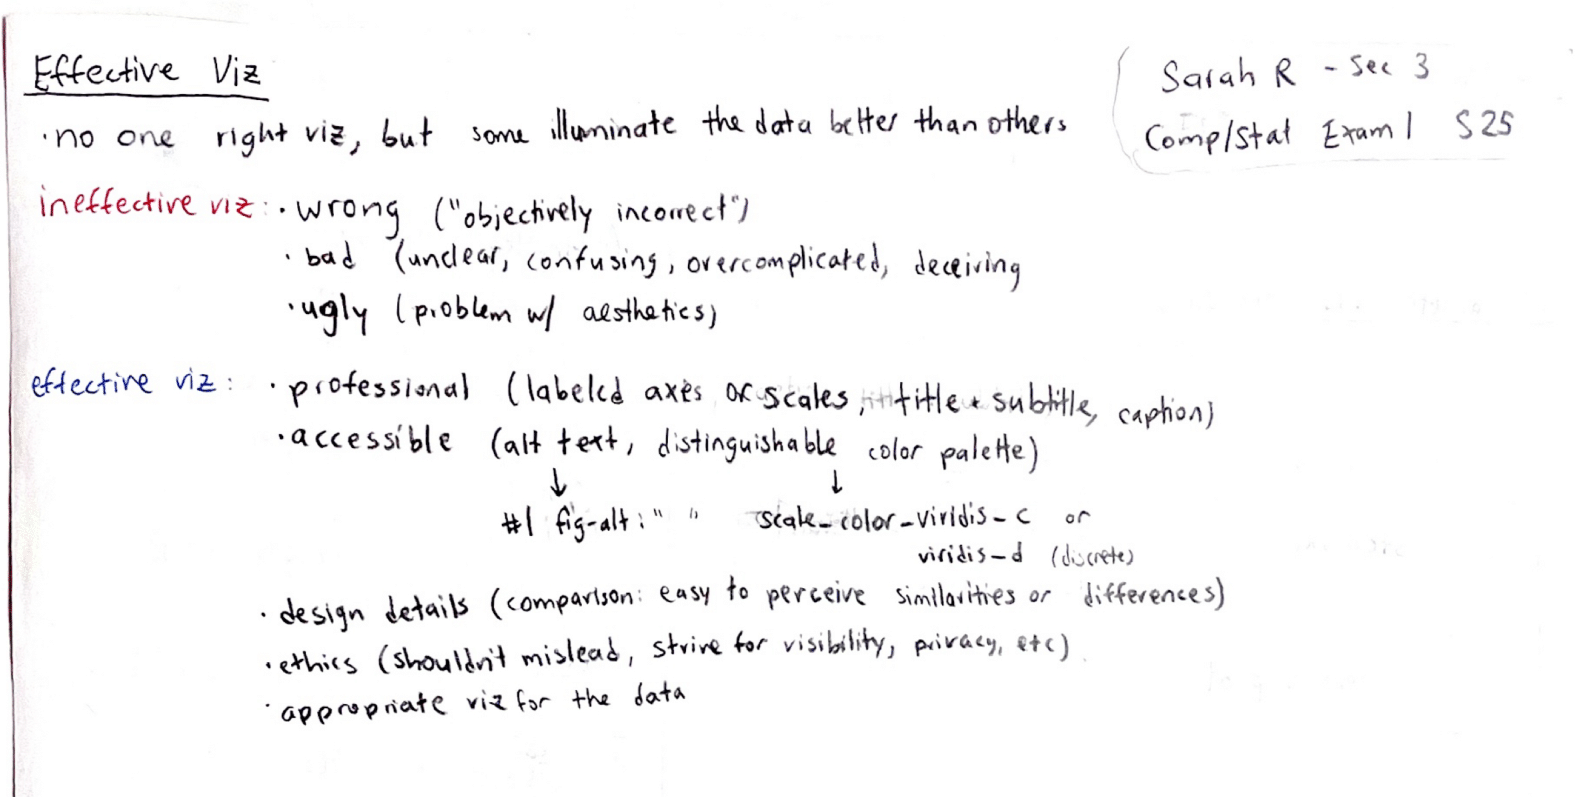 Effective Viz
Sarah R - Sec 3
Comp/Stat Exam 1 S25
·no one right viz, but some illuminate the data better than others
ineffective viz: · wrong ("objectively incorrect")
· bad (unclear, confusing, overcomplicated, deceiving
· ugly (problem w/ aesthetics)
effective viz: · professional (labeled axes or scales, title + subtitle, caption)
· accessible (alt text, distinguishable color palette)
↓ ↓
#| fig-alt: " " scale_color_viridis_c or
viridis_d (discrete)
· design details (comparison: easy to perceive similarities or differences)
· ethics (shouldn't mislead, strive for visibility, privacy, etc)
· appropriate viz for the data